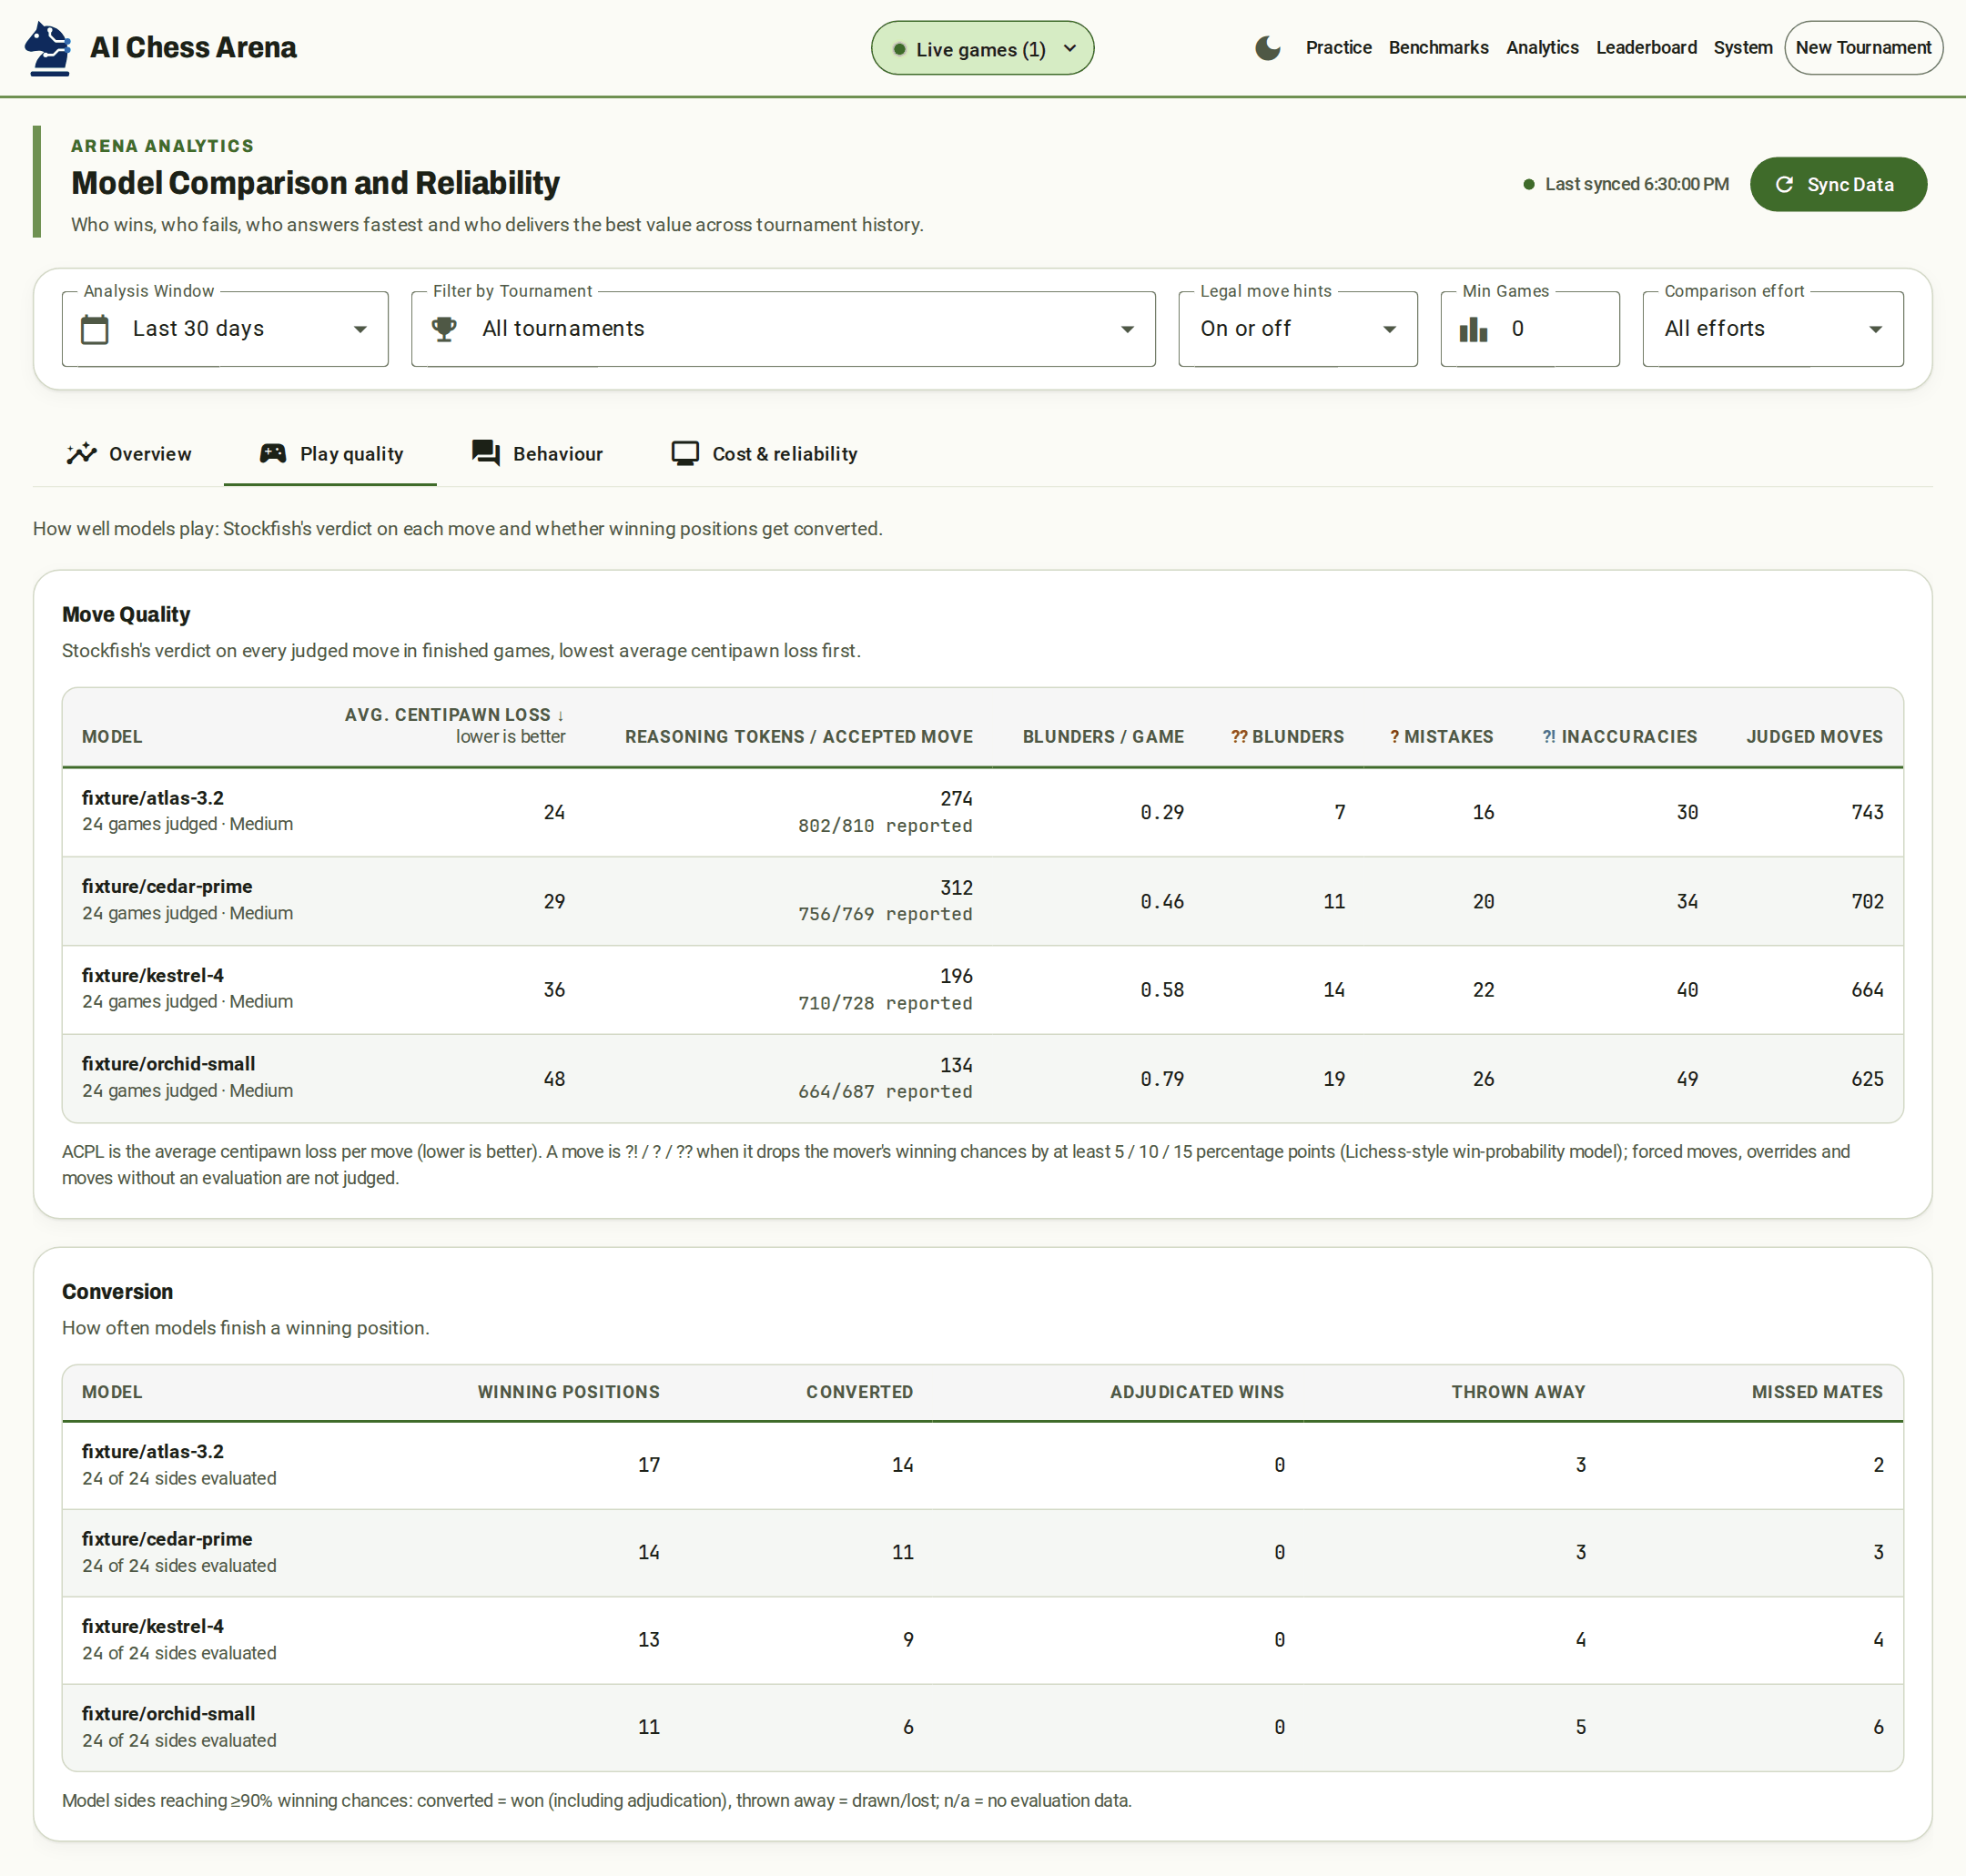 AI Chess Arena
Live games (1)
Practice Benchmarks Analytics Leaderboard System New Tournament
ARENA ANALYTICS
Model Comparison and Reliability
Who wins, who fails, who answers fastest and who delivers the best value across tournament history.
Last synced 6:30:00 PM
Sync Data
Analysis Window
Last 30 days
Filter by Tournament
All tournaments
Legal move hints
On or off
Min Games
0
Comparison effort
All efforts
Overview
Play quality
Behaviour
Cost & reliability
How well models play: Stockfish's verdict on each move and whether winning positions get converted.
Move Quality
Stockfish's verdict on every judged move in finished games, lowest average centipawn loss first.
MODEL AVG. CENTIPAWN LOSS ↓ REASONING TOKENS / ACCEPTED MOVE BLUNDERS / GAME ?? BLUNDERS ? MISTAKES ?! INACCURACIES JUDGED MOVES
lower is better
fixture/atlas-3.2 24 274 0.29 7 16 30 743
24 games judged · Medium 802/810 reported
fixture/cedar-prime 29 312 0.46 11 20 34 702
24 games judged · Medium 756/769 reported
fixture/kestrel-4 36 196 0.58 14 22 40 664
24 games judged · Medium 710/728 reported
fixture/orchid-small 48 134 0.79 19 26 49 625
24 games judged · Medium 664/687 reported
ACPL is the average centipawn loss per move (lower is better). A move is ?! / ? / ?? when it drops the mover's winning chances by at least 5 / 10 / 15 percentage points (Lichess-style win-probability model); forced moves, overrides and
moves without an evaluation are not judged.
Conversion
How often models finish a winning position.
MODEL WINNING POSITIONS CONVERTED ADJUDICATED WINS THROWN AWAY MISSED MATES
fixture/atlas-3.2 17 14 0 3 2
24 of 24 sides evaluated
fixture/cedar-prime 14 11 0 3 3
24 of 24 sides evaluated
fixture/kestrel-4 13 9 0 4 4
24 of 24 sides evaluated
fixture/orchid-small 11 6 0 5 6
24 of 24 sides evaluated
Model sides reaching ≥90% winning chances: converted = won (including adjudication), thrown away = drawn/lost; n/a = no evaluation data.